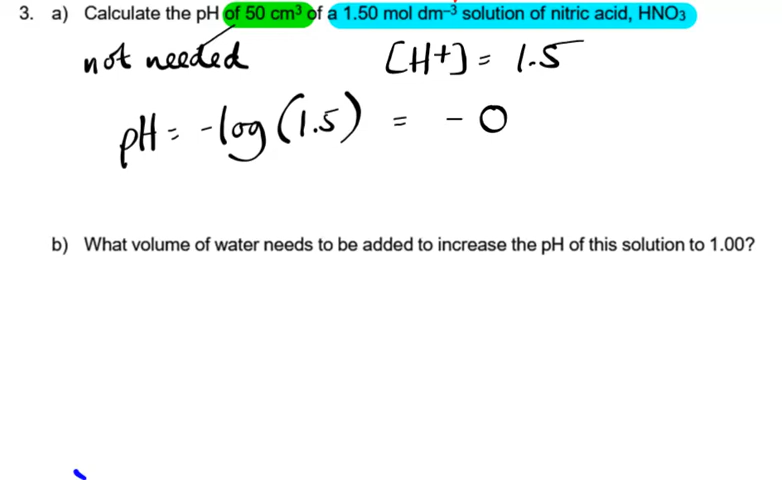 3. a) Calculate the pH of 50 cm³ of a 1.50 mol dm⁻³ solution of nitric acid, HNO₃
not needed [H+] = 1.5
pH = -log(1.5) = - 0
b) What volume of water needs to be added to increase the pH of this solution to 1.00?